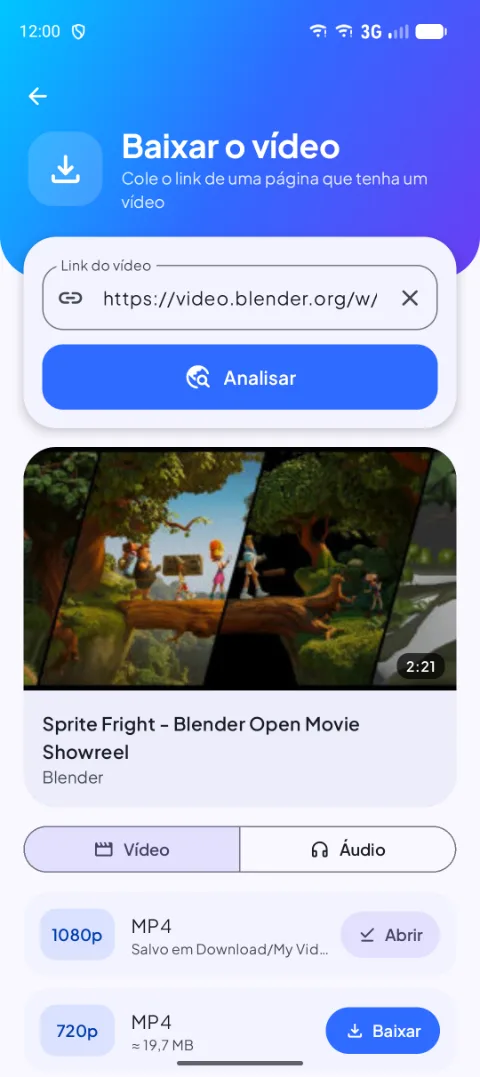 12:00
3G
Baixar o vídeo
Cole o link de uma página que tenha um
vídeo
Link do vídeo
https://video.blender.org/w/
Analisar
2:21
Sprite Fright - Blender Open Movie
Showreel
Blender
Vídeo
Áudio
1080p
MP4
Salvo em Download/My Vid...
Abrir
720p
MP4
≈ 19,7 MB
Baixar